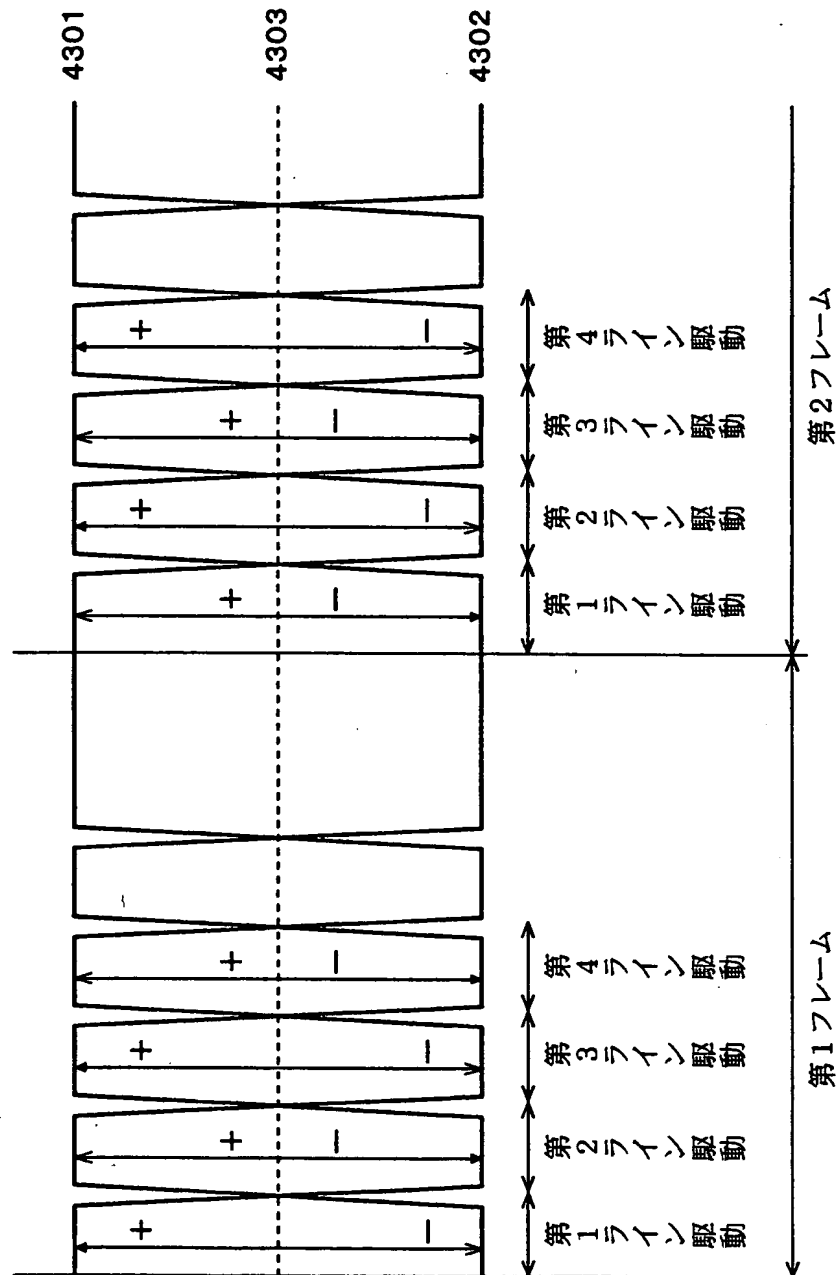 4301
+ + + + + + + +
4303
− − − − − − − −
4302
第1ライン駆動
第2ライン駆動
第3ライン駆動
第4ライン駆動
第1ライン駆動
第2ライン駆動
第3ライン駆動
第4ライン駆動
第1フレーム
第2フレーム